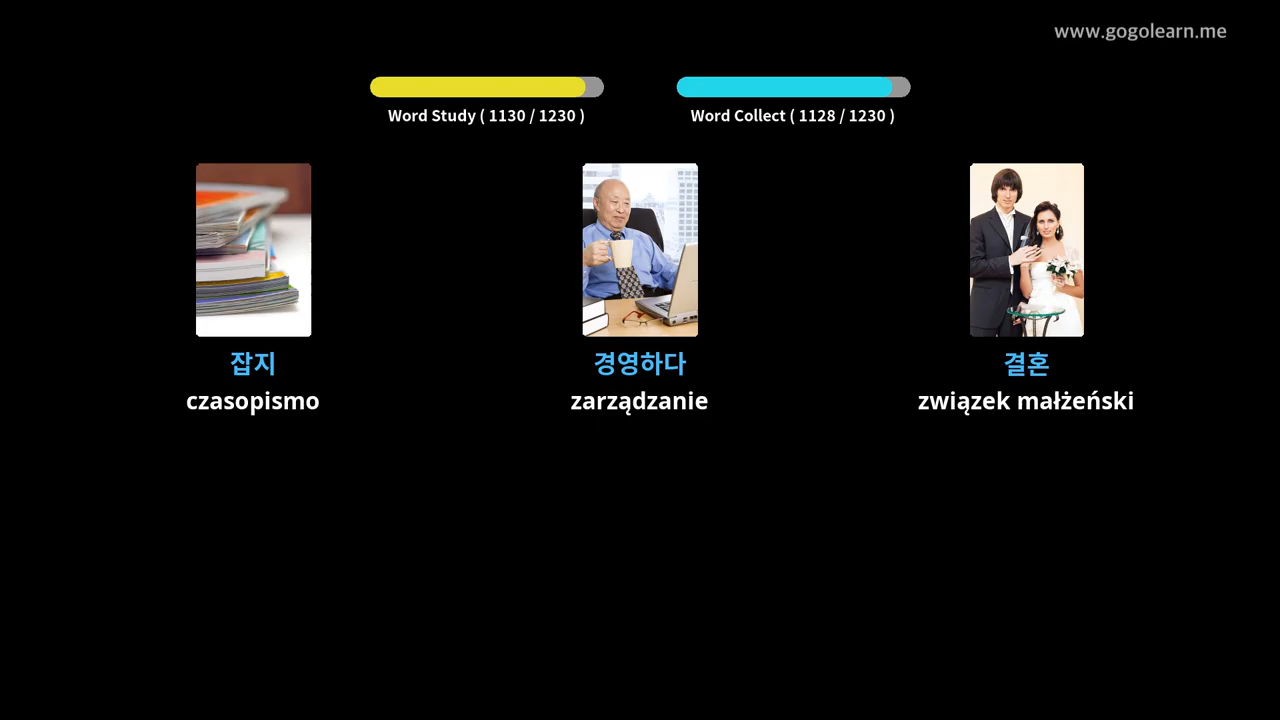 www.gogolearn.me
Word Study ( 1130 / 1230 )
Word Collect ( 1128 / 1230 )
잡지
경영하다
결혼
czasopismo
zarządzanie
związek małżeński